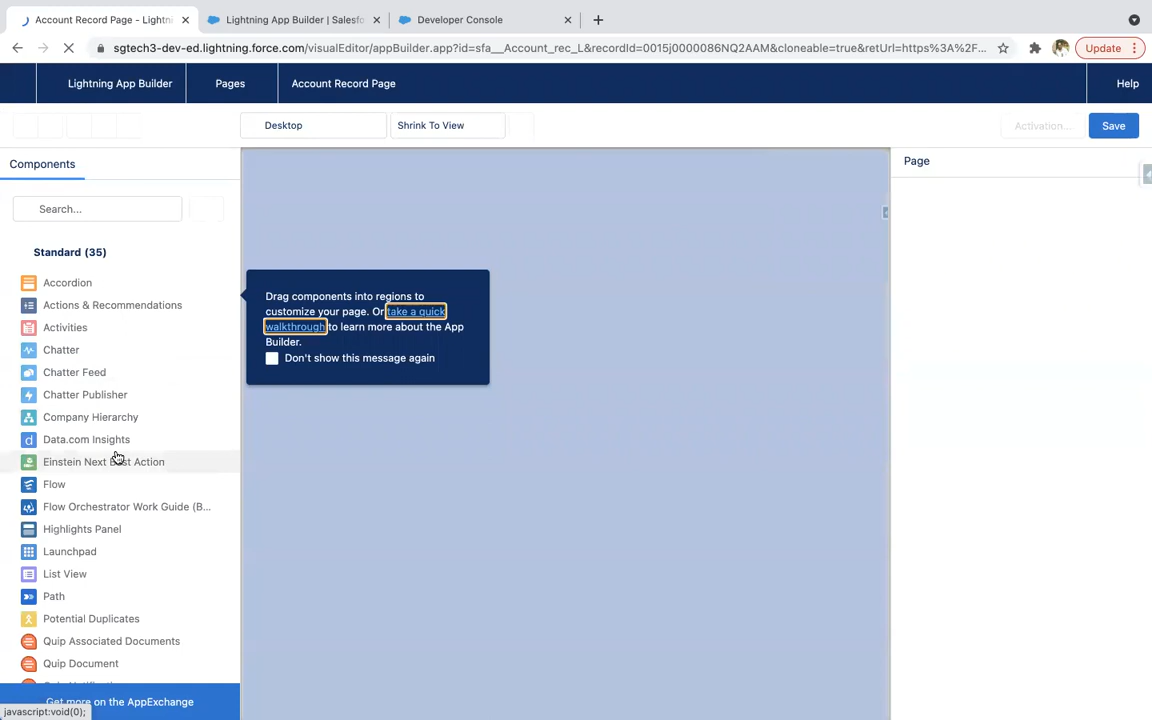 Account Record Page - Lightni
Lightning App Builder | Salesfo
Developer Console
sgtech3-dev-ed.lightning.force.com/visualEditor/appBuilder.app?id=sfa__Account_rec_L&recordId=0015j0000086NQ2AAM&cloneable=true&retUrl=https%3A%2F...
Update
Lightning App Builder
Pages
Account Record Page
Help
Desktop
Shrink To View
Activation...
Save
Components
Page
Search...
Standard (35)
Accordion
Actions & Recommendations
Activities
Chatter
Chatter Feed
Chatter Publisher
Company Hierarchy
Data.com Insights
Einstein Next Best Action
Flow
Flow Orchestrator Work Guide (B...
Highlights Panel
Launchpad
List View
Path
Potential Duplicates
Quip Associated Documents
Quip Document
Get more on the AppExchange
javascript:void(0);
Drag components into regions to
customize your page. Or take a quick
walkthrough to learn more about the App
Builder.
Don't show this message again